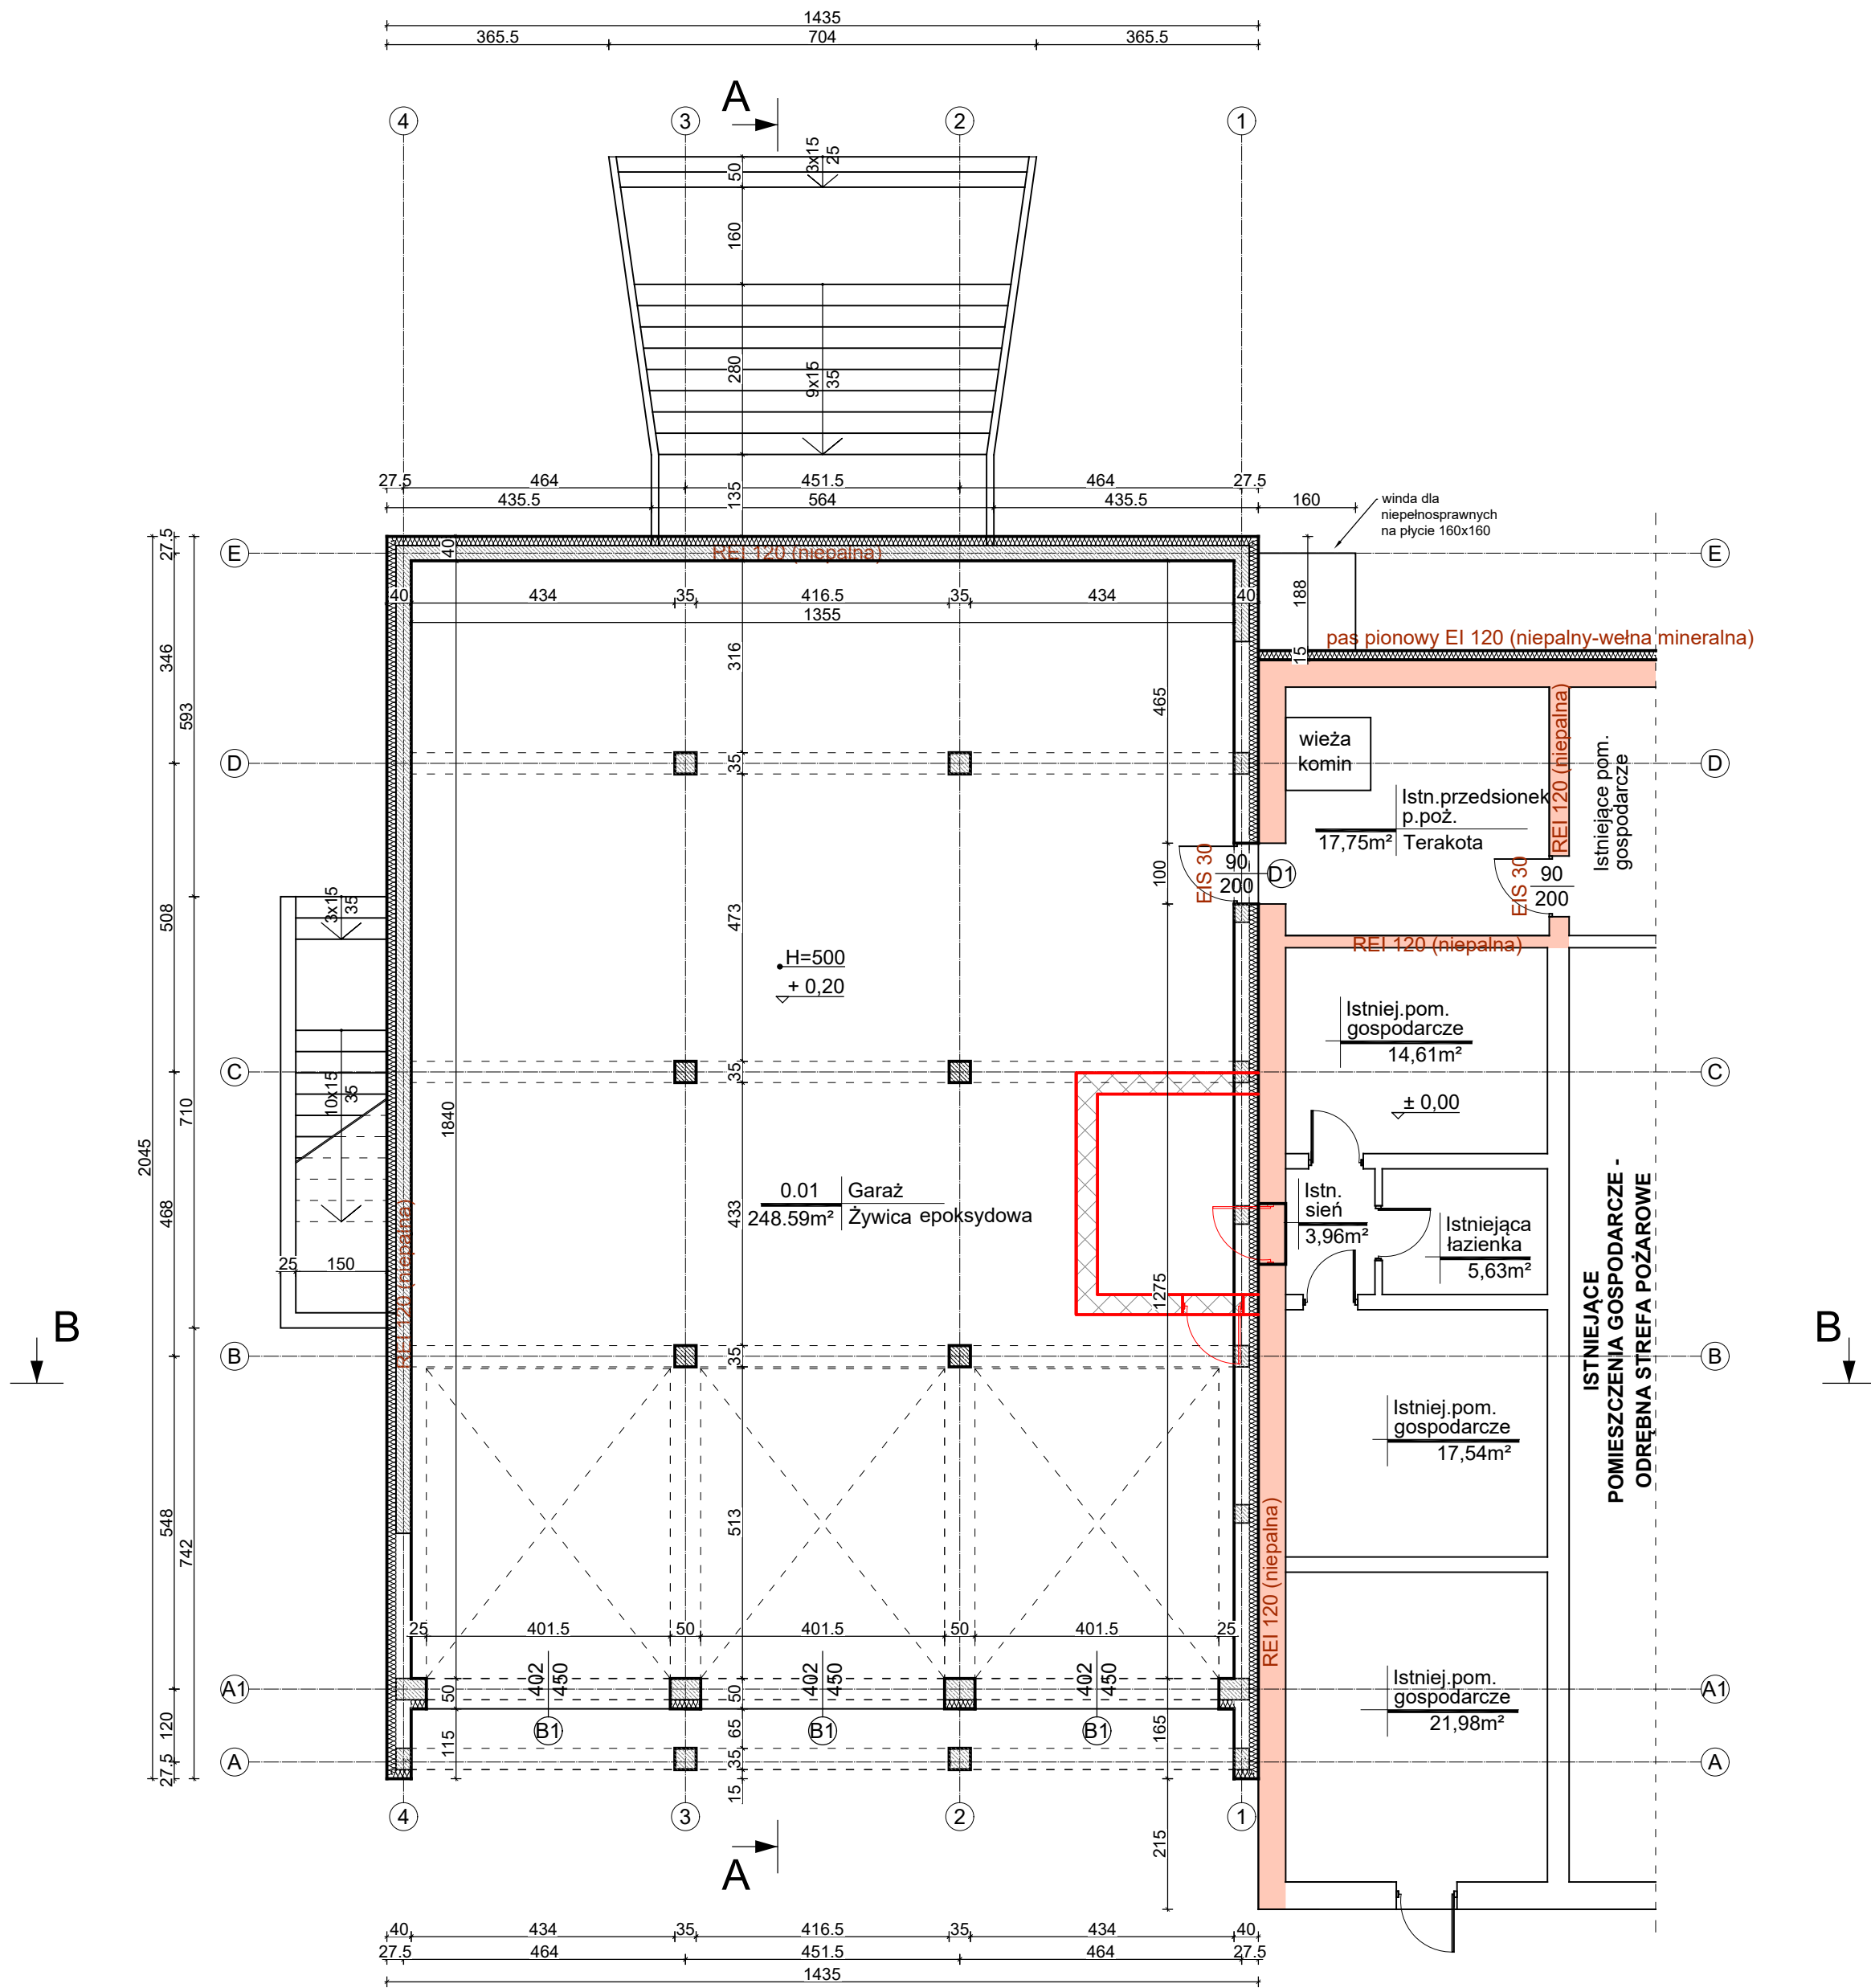 1435
365.5 704 365.5
A
4 3 2 1
3x15
25
50
160
280
9x15
35
135
27.5 464 451.5 464 27.5
435.5 564 435.5 160
winda dla
niepełnosprawnych
na płycie 160x160
E 27.5 40 REI 120 (niepalna) E
40 434 35 416.5 35 434 40
1355
188
15
pas pionowy EI 120 (niepalny-wełna mineralna)
346
593
316
465
D 35 D
wieża
komin
Istn.przedsionek
p.poż.
17,75m² Terakota
REI 120 (niepalna)
Istniejące pom.
gospodarcze
EIS 30
90
200
D1
100
EIS 30
90
200
REI 120 (niepalna)
508
3x15
35
473
H=500
+ 0,20
Istniej.pom.
gospodarcze
14,61m²
± 0,00
C 35 C
10x15
35
710
1840
2045
468
433
0.01 Garaż
248.59m² Żywica epoksydowa
Istn.
sień
3,96m²
Istniejąca
łazienka
5,63m²
25 150
REI 120 (niepalna)
1275
ISTNIEJĄCE
POMIESZCZENIA GOSPODARCZE -
ODRĘBNA STREFA POŻAROWE
B B
B 35 B
Istniej.pom.
gospodarcze
17,54m²
548
742
513
REI 120 (niepalna)
25 401.5 50 401.5 50 401.5 25
402
450
402
450
402
450
Istniej.pom.
gospodarcze
21,98m²
A1 50 50 A1
B1 B1 B1
120
115
65
165
A 27.5 35 A
15
4 3 2 1
A
215
40 434 35 416.5 35 434 40
27.5 464 451.5 464 27.5
1435